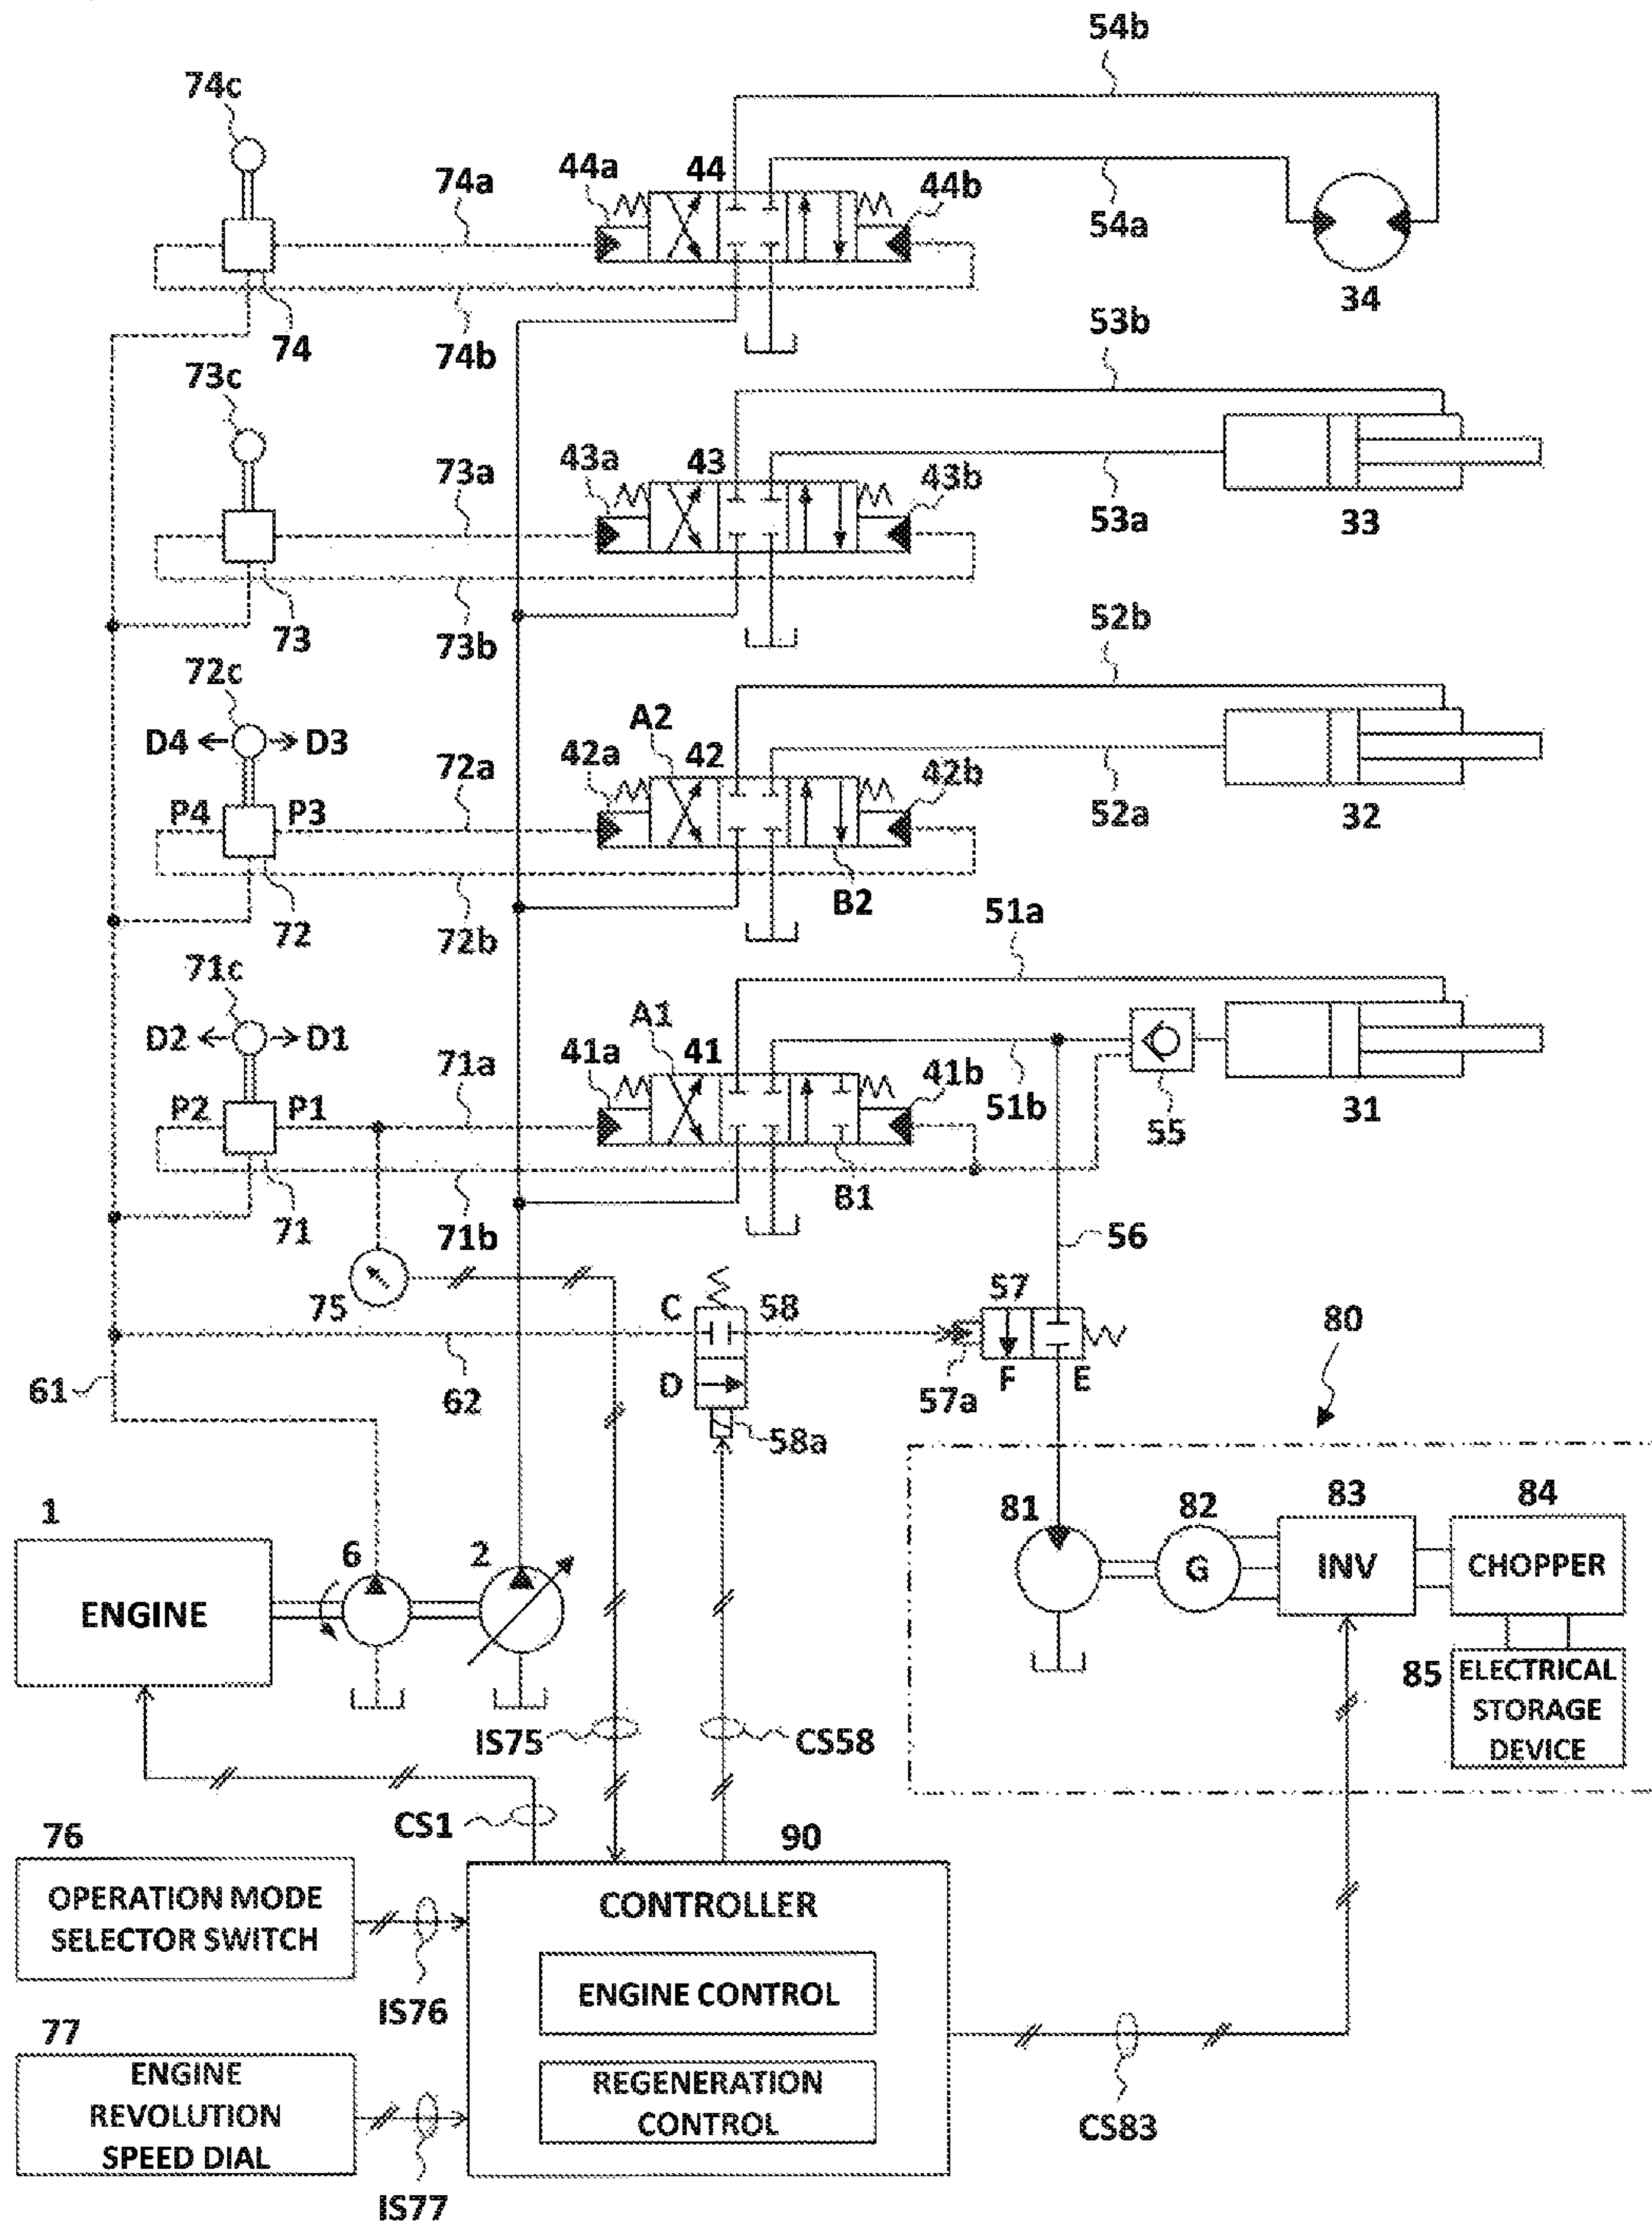 54b
74c
44a
44
74a
44b
54a
34
74
74b
53b
73c
43a
43
73a
43b
53a
33
73
73b
52b
72c
A2
D4
D3
42
72a
42a
42b
P4
P3
52a
32
B2
72
72b
51a
71c
A1
D2
D1
41
71a
41a
41b
P2
P1
51b
31
55
B1
71
71b
56
75
C
58
57
80
D
61
62
57a
F
E
58a
1
6
2
81
82
83
84
ENGINE
G
INV
CHOPPER
85
ELECTRICAL
STORAGE
DEVICE
IS75
CS58
CS1
76
90
OPERATION MODE
SELECTOR SWITCH
CONTROLLER
IS76
ENGINE CONTROL
77
ENGINE
REVOLUTION
SPEED DIAL
REGENERATION
CONTROL
CS83
IS77